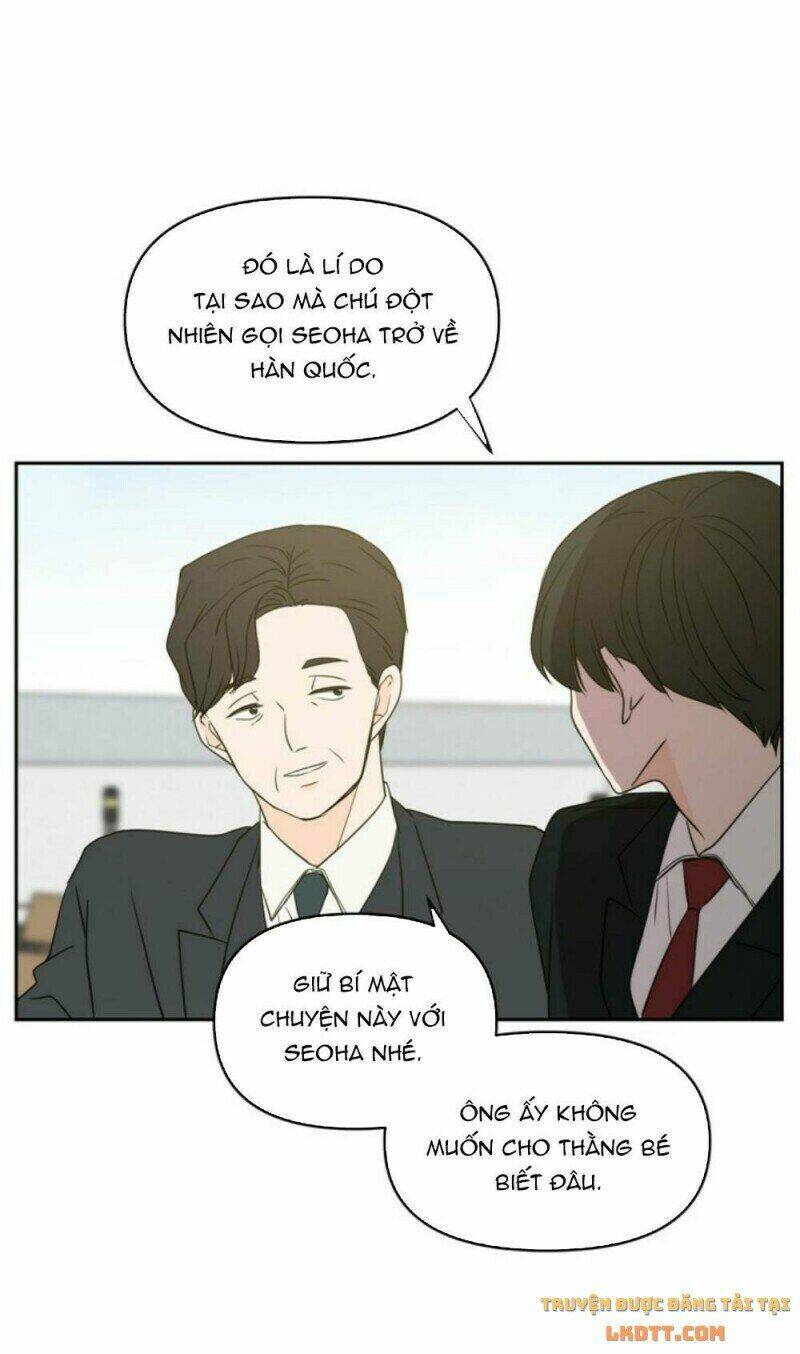 ĐÓ LÀ LÍ DO
TẠI SAO MÀ CHÚ ĐỘT
NHIÊN GỌI SEOHA TRỞ VỀ
HÀN QUỐC.
GIỮ BÍ MẬT
CHUYỆN NÀY VỚI
SEOHA NHÉ.
ÔNG ẤY KHÔNG
MUỐN CHO THẰNG BÉ
BIẾT ĐÂU.
TRUYỆN ĐƯỢC ĐĂNG TẢI TẠI
LKDTT.COM